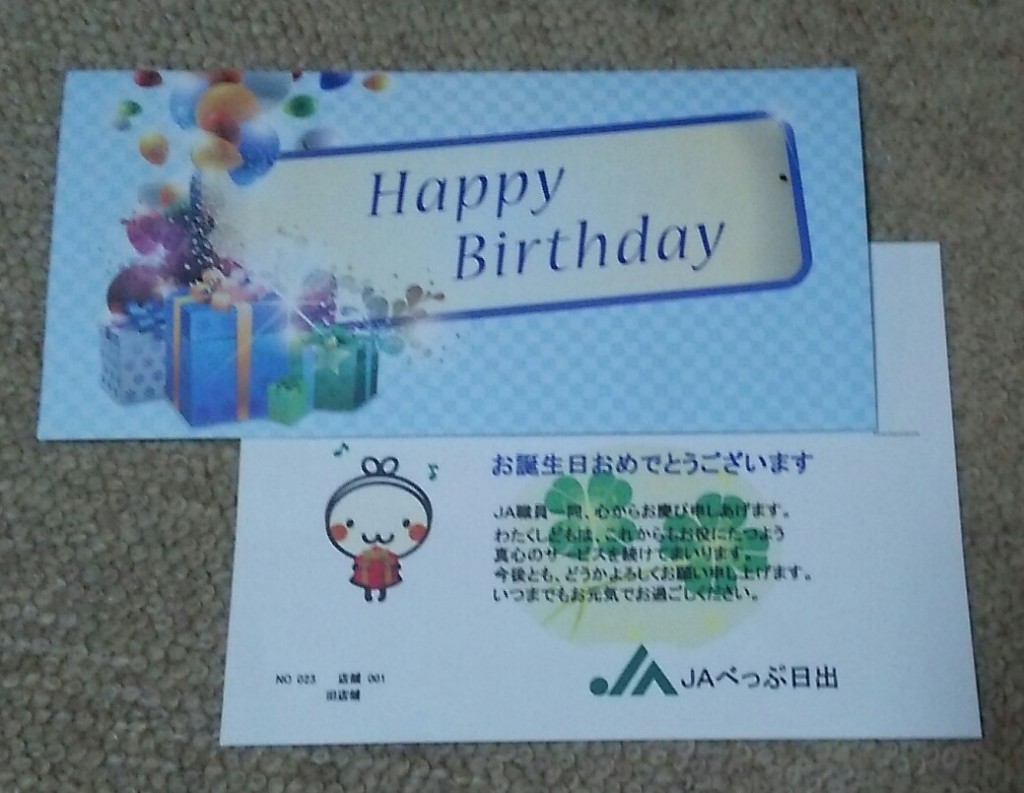 Happy
Birthday
お誕生日おめでとうございます
JA職員一同、心からお慶び申しあげます。
わたくしどもは、これからもお役にたつよう
真心のサービスを続けてまいります。
今後とも、どうかよろしくお願い申し上げます。
いつまでもお元気でお過ごしください。
JAべっぷ日出
NO 023 店舗 001
旧店舗